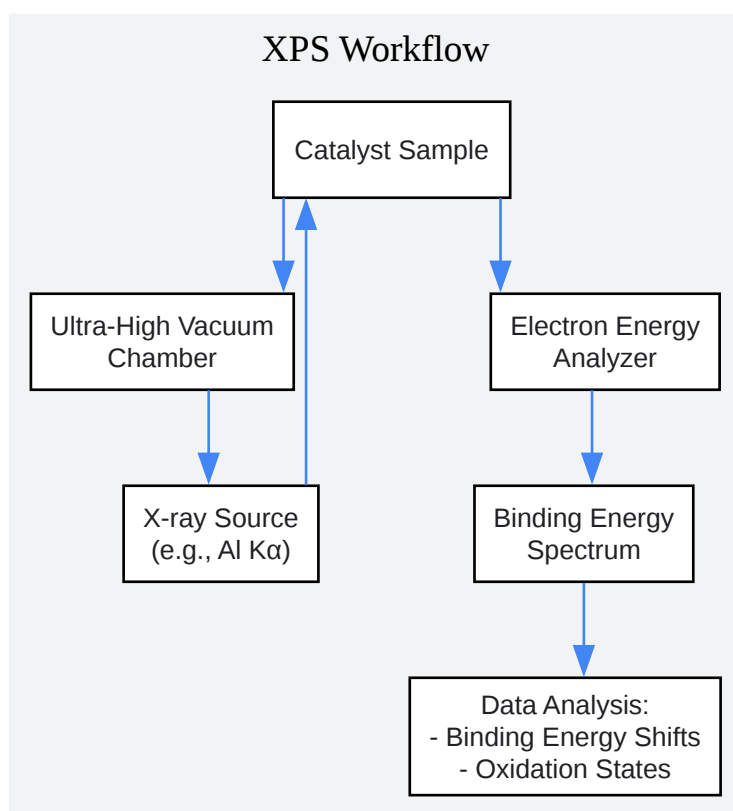 XPS Workflow
Catalyst Sample
Ultra-High Vacuum
Chamber
Electron Energy
Analyzer
X-ray Source
(e.g., Al Kα)
Binding Energy
Spectrum
Data Analysis:
- Binding Energy Shifts
- Oxidation States